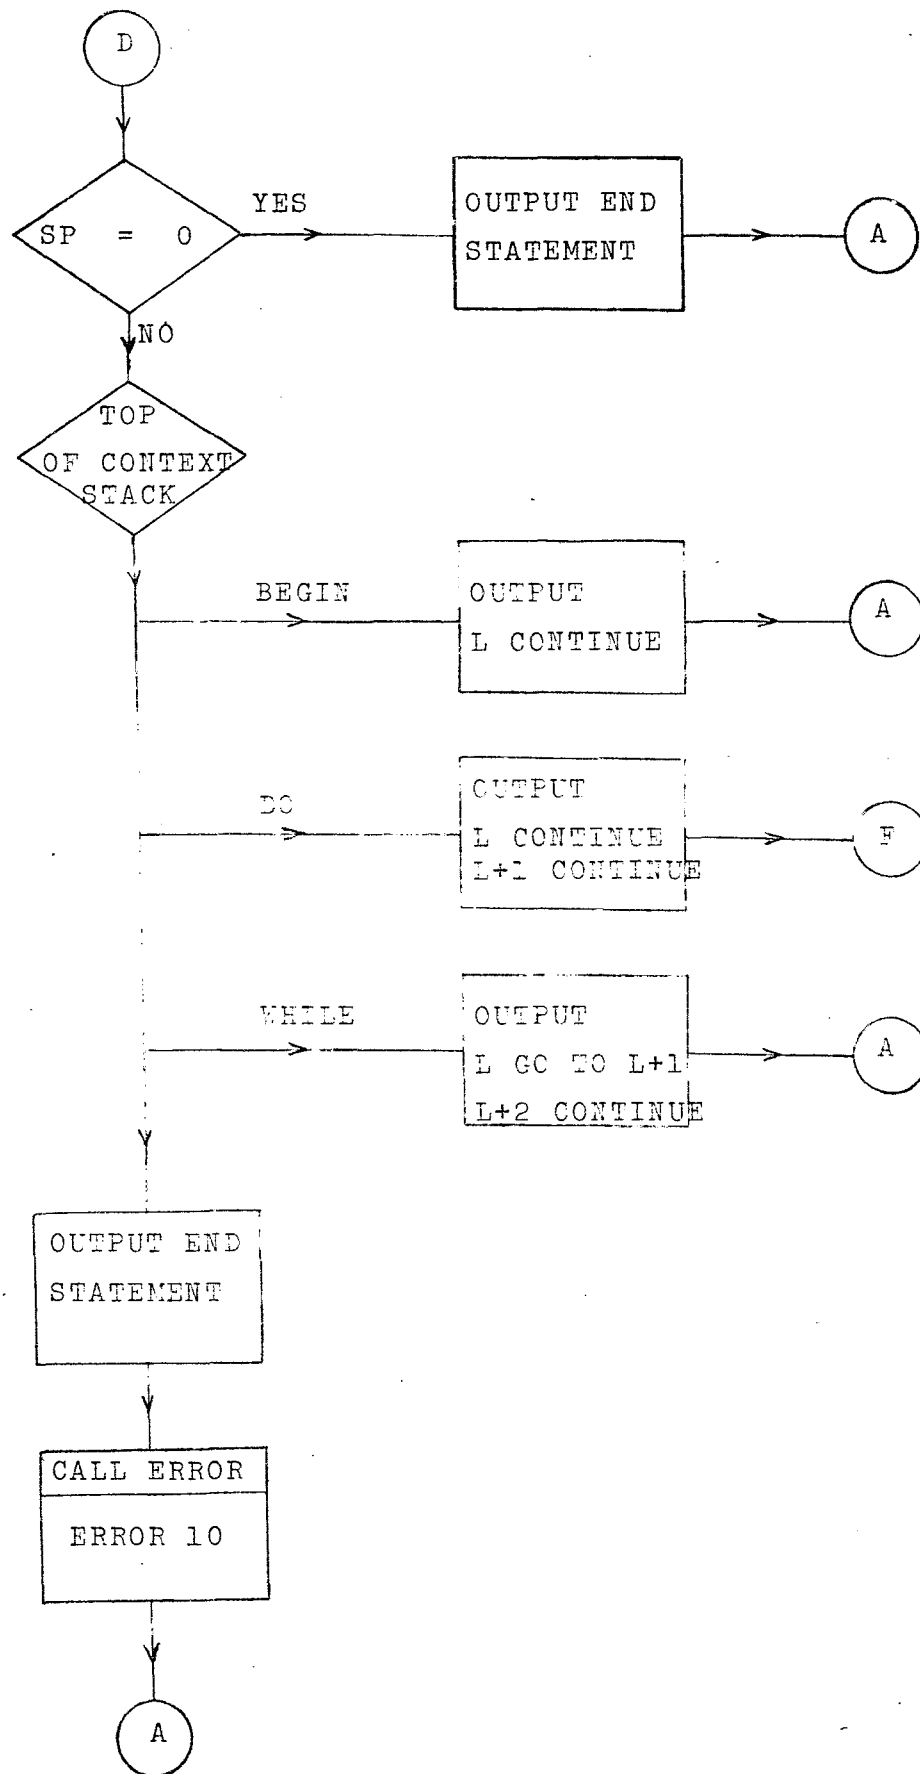 D
SP = 0
YES
OUTPUT END
STATEMENT
A
NO
TOP
OF CONTEXT
STACK
BEGIN
OUTPUT
L CONTINUE
A
DO
OUTPUT
L CONTINUE
L+1 CONTINUE
F
WHILE
OUTPUT
L GO TO L+1
L+2 CONTINUE
A
OUTPUT END
STATEMENT
CALL ERROR
ERROR 10
A